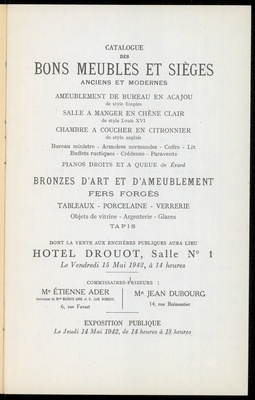 CATALOGUE
DES
BONS MEUBLES ET SIÈGES
ANCIENS ET MODERNES
AMEUBLEMENT DE BUREAU EN ACAJOU
de style Empire
SALLE A MANGER EN CHÊNE CLAIR
de style Louis XVI
CHAMBRE A COUCHER EN CITRONNIER
de style anglais
Bureau ministre - Armoires normandes - Coffre - Lit
Buffets rustiques - Crédence - Paravents
PIANOS DROITS ET A QUEUE de Érard
BRONZES D'ART ET D'AMEUBLEMENT
FERS FORGÉS
TABLEAUX - PORCELAINE - VERRERIE
Objets de vitrine - Argenterie - Glaces
TAPIS
DONT LA VENTE AUX ENCHÈRES PUBLIQUES AURA LIEU
HOTEL DROUOT, Salle N° 1
Le Vendredi 15 Mai 1942, à 14 heures
COMMISSAIRES-PRISEURS :
Me ÉTIENNE ADER
6, rue Favart
Me JEAN DUBOURG
14, rue
EXPOSITION PUBLIQUE
Le Jeudi 14 Mai 1942, de 14 heures à 18 heures